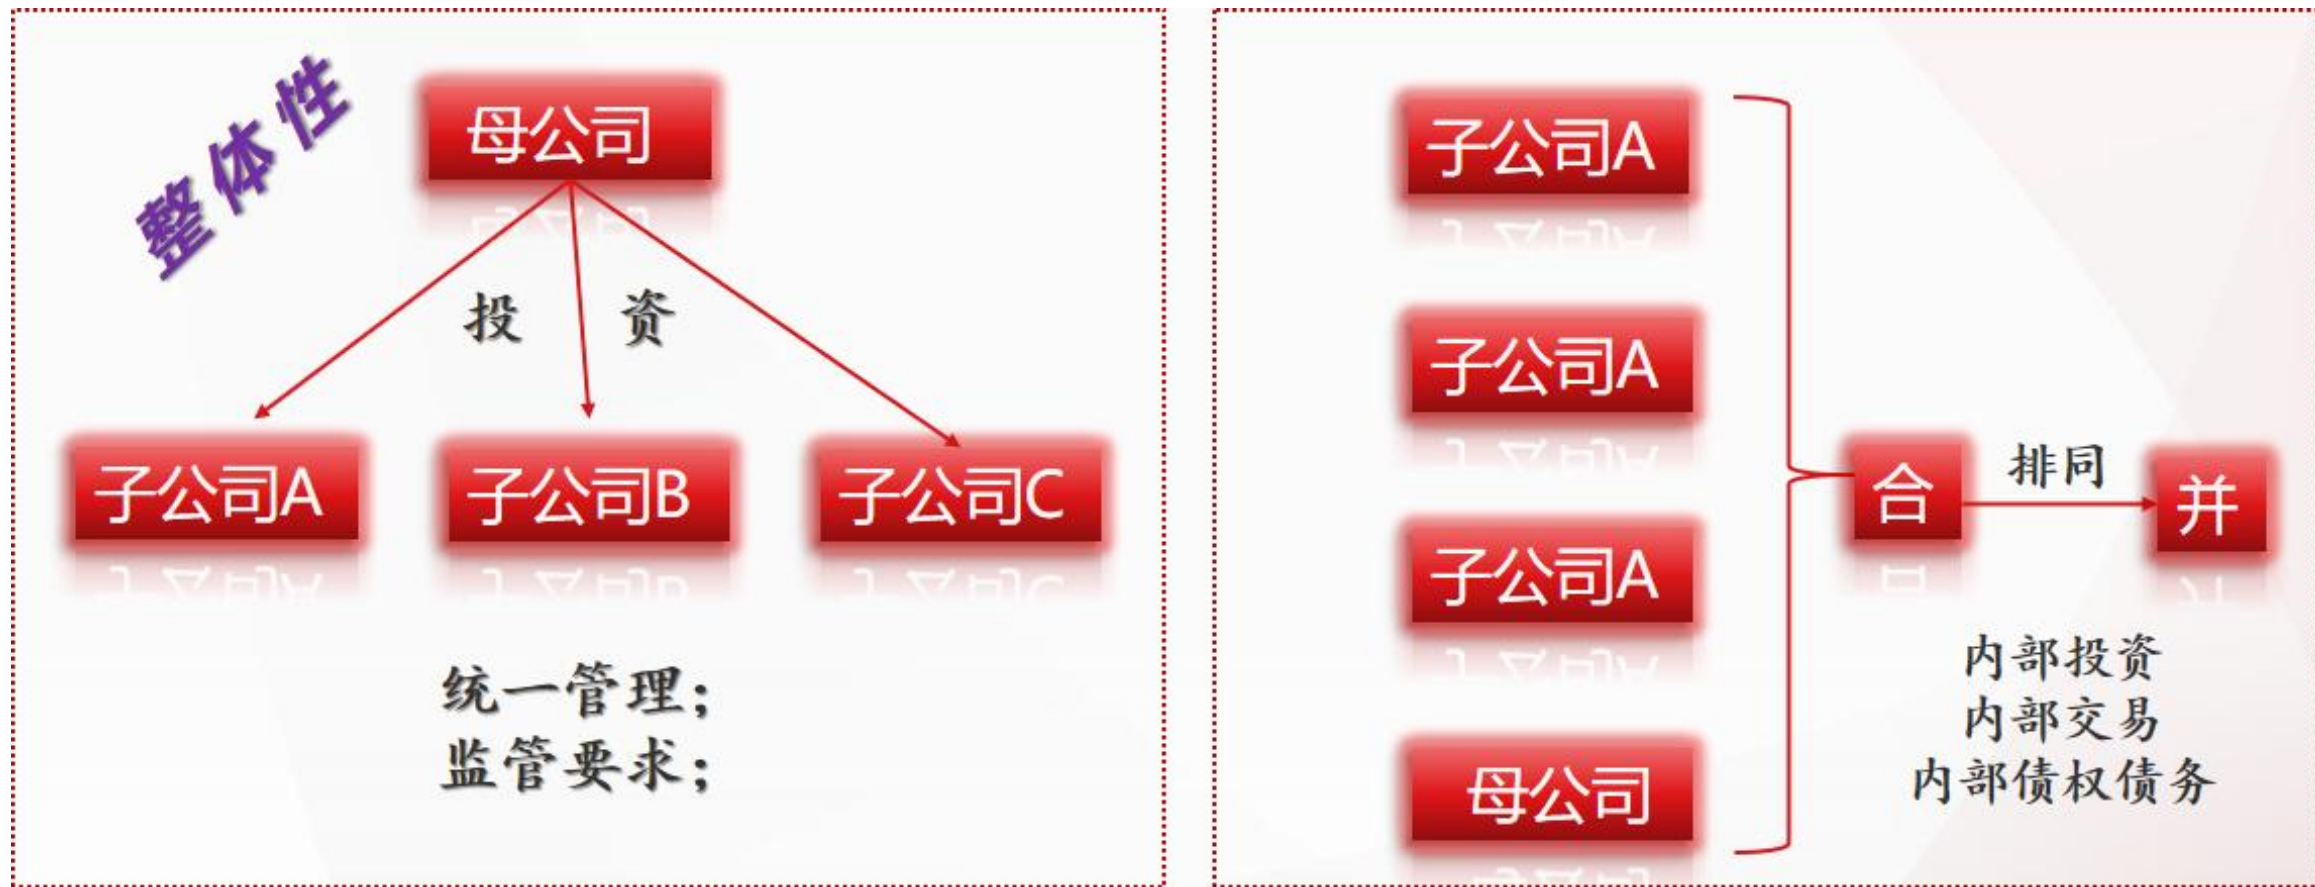 整体性
母公司
投 资
子公司A
子公司B
子公司C
统一管理;
监管要求;
子公司A
子公司A
子公司A
母公司
合
排同
并
内部投资
内部交易
内部债权债务